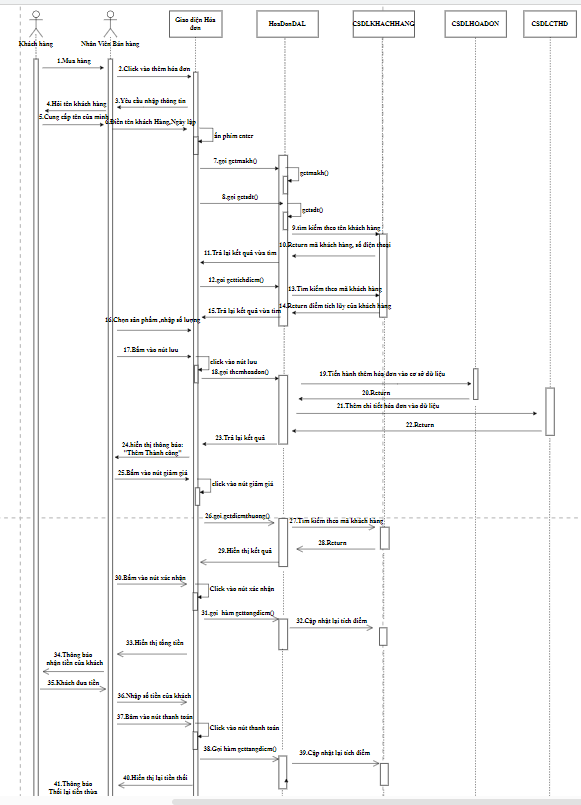 Giao diện Hóa
đơn
HoaDonDAL
CSDLKHACHHANG
CSDLHOADON
CSDLCTHD
Khách hàng
Nhân Viên Bán hàng
1.Mua hàng
2.Click vào thêm hóa đơn
3.Yêu cầu nhập thông tin
4.Hỏi tên khách hàng
5.Cung cấp tên của mình
6.Điền tên khách Hàng,Ngày lập
ấn phím enter
7.gọi getmakh()
getmakh()
8.gọi getsdt()
getsdt()
9.tìm kiếm theo tên khách hàng
10.Return mã khách hàng, số điện thoại
11.Trả lại kết quả vừa tìm
12.gọi gettichdiem()
13.Tìm kiếm theo mã khách hàng
14.Return điểm tích lũy của khách hàng
15.Trả lại kết quả vừa tìm
16.Chọn sản phẩm ,nhập số lượng
17.Bấm vào nút lưu
click vào nút lưu
18.gọi themhoadon()
19.Tiến hành thêm hóa đơn vào cơ sở dữ liệu
20.Return
21.Thêm chi tiết hóa đơn vào dữ liệu
22.Return
23.Trả lại kết quả
24.hiển thị thông báo:
"Thêm Thành công"
25.Bấm vào nút giảm giá
click vào nút giảm giá
26.gọi getdiemthuong()
27.Tìm kiếm theo mã khách hàng
28.Return
29.Hiển thị kết quả
30.Bấm vào nút xác nhận
Click vào nút xác nhận
31.gọi hàm gettongdiem()
32.Cập nhật lại tích điểm
33.Hiển thị tổng tiền
34.Thông báo
nhận tiền của khách
35.Khách đưa tiền
36.Nhập số tiền của khách
37.Bấm vào nút thanh toán
Click vào nút thanh toán
38.Gọi hàm gettangdiem()
39.Cập nhật lại tích điểm
40.Hiển thị lại tiền thối
41.Thông báo
Thối lại tiền thừa